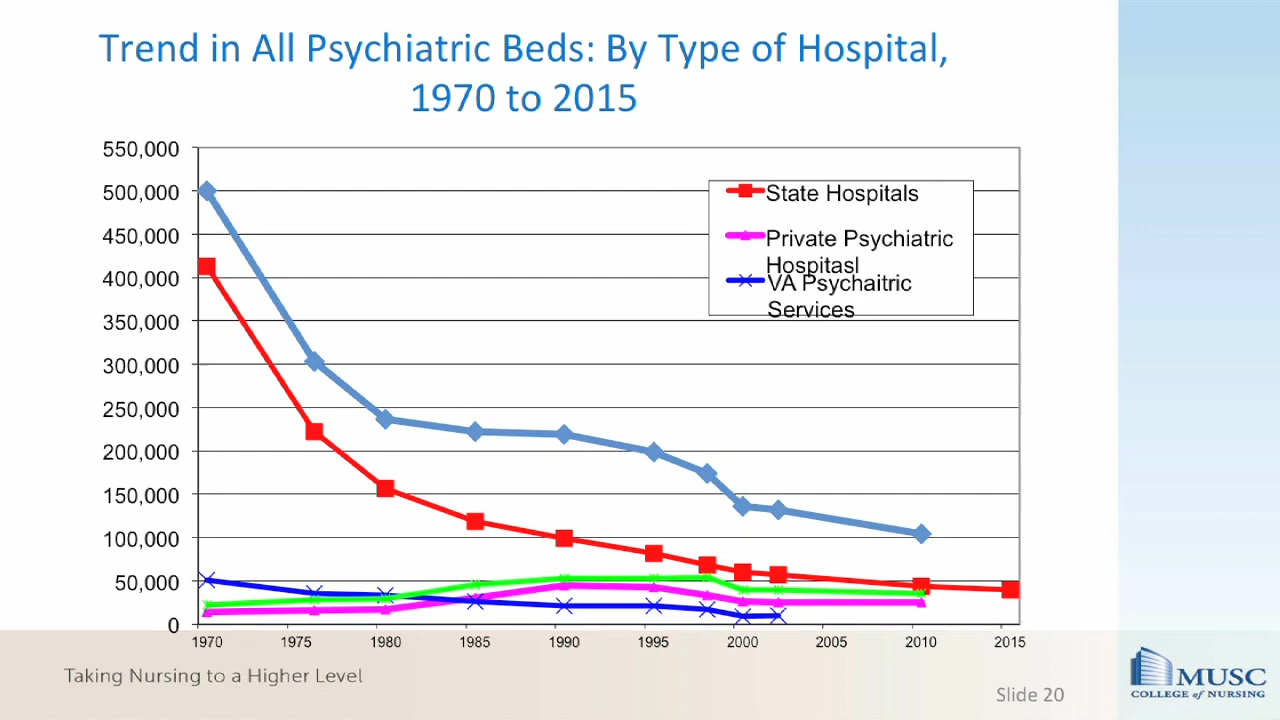 Trend in All Psychiatric Beds: By Type of Hospital,
1970 to 2015
550,000
500,000
450,000
400,000
350,000
300,000
250,000
200,000
150,000
100,000
50,000
0
State Hospitals
Private Psychiatric
Hospitasl
VA Psychaitric
Services
1970 1975 1980 1985 1990 1995 2000 2005 2010 2015
Taking Nursing to a Higher Level
Slide 20
MUSC
COLLEGE of NURSING